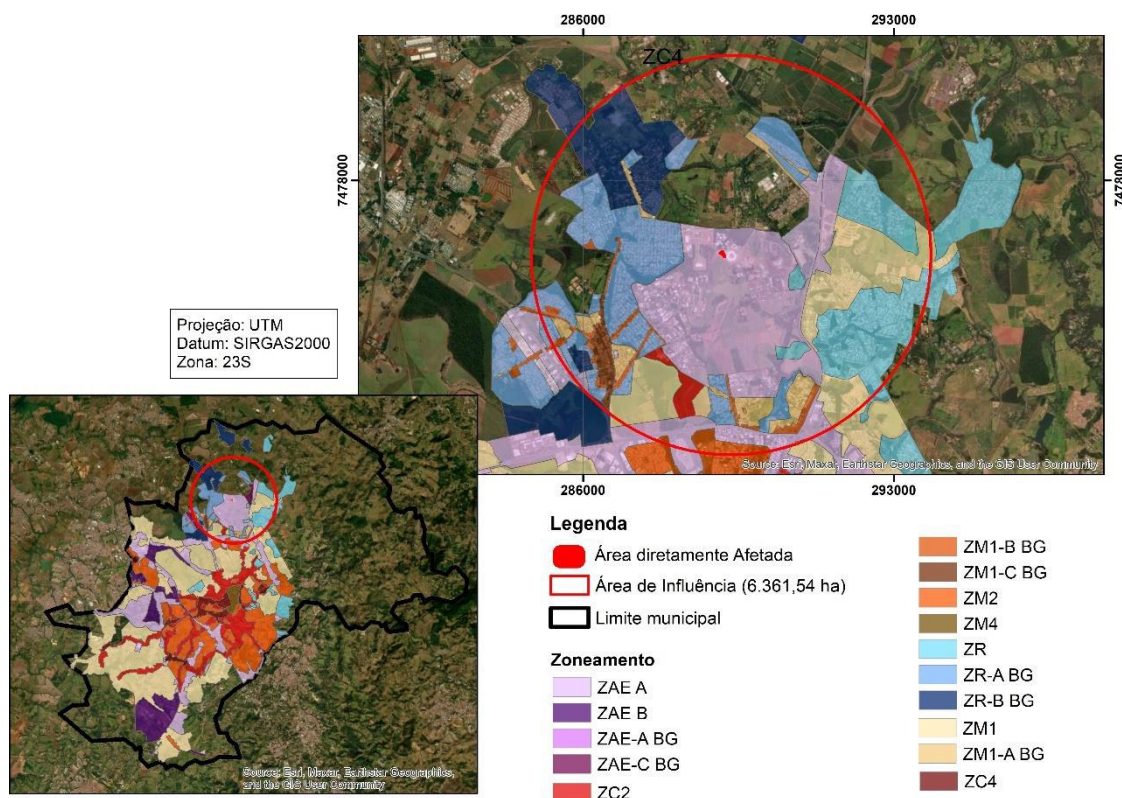 286000
293000
ZC4
7478000
7478000
Source: Esri, Maxar, Earthstar Geographics, and the GIS User Community
286000
293000
Projeção: UTM
Datum: SIRGAS2000
Zona: 23S
Source: Esri, Maxar, Earthstar Geographics,
and the GIS User Community
Legenda
Área diretamente Afetada
Área de Influência (6.361,54 ha)
Limite municipal
Zoneamento
ZAE A
ZAE B
ZAE-A BG
ZAE-C BG
ZC2
ZM1-B BG
ZM1-C BG
ZM2
ZM4
ZR
ZR-A BG
ZR-B BG
ZM1
ZM1-A BG
ZC4